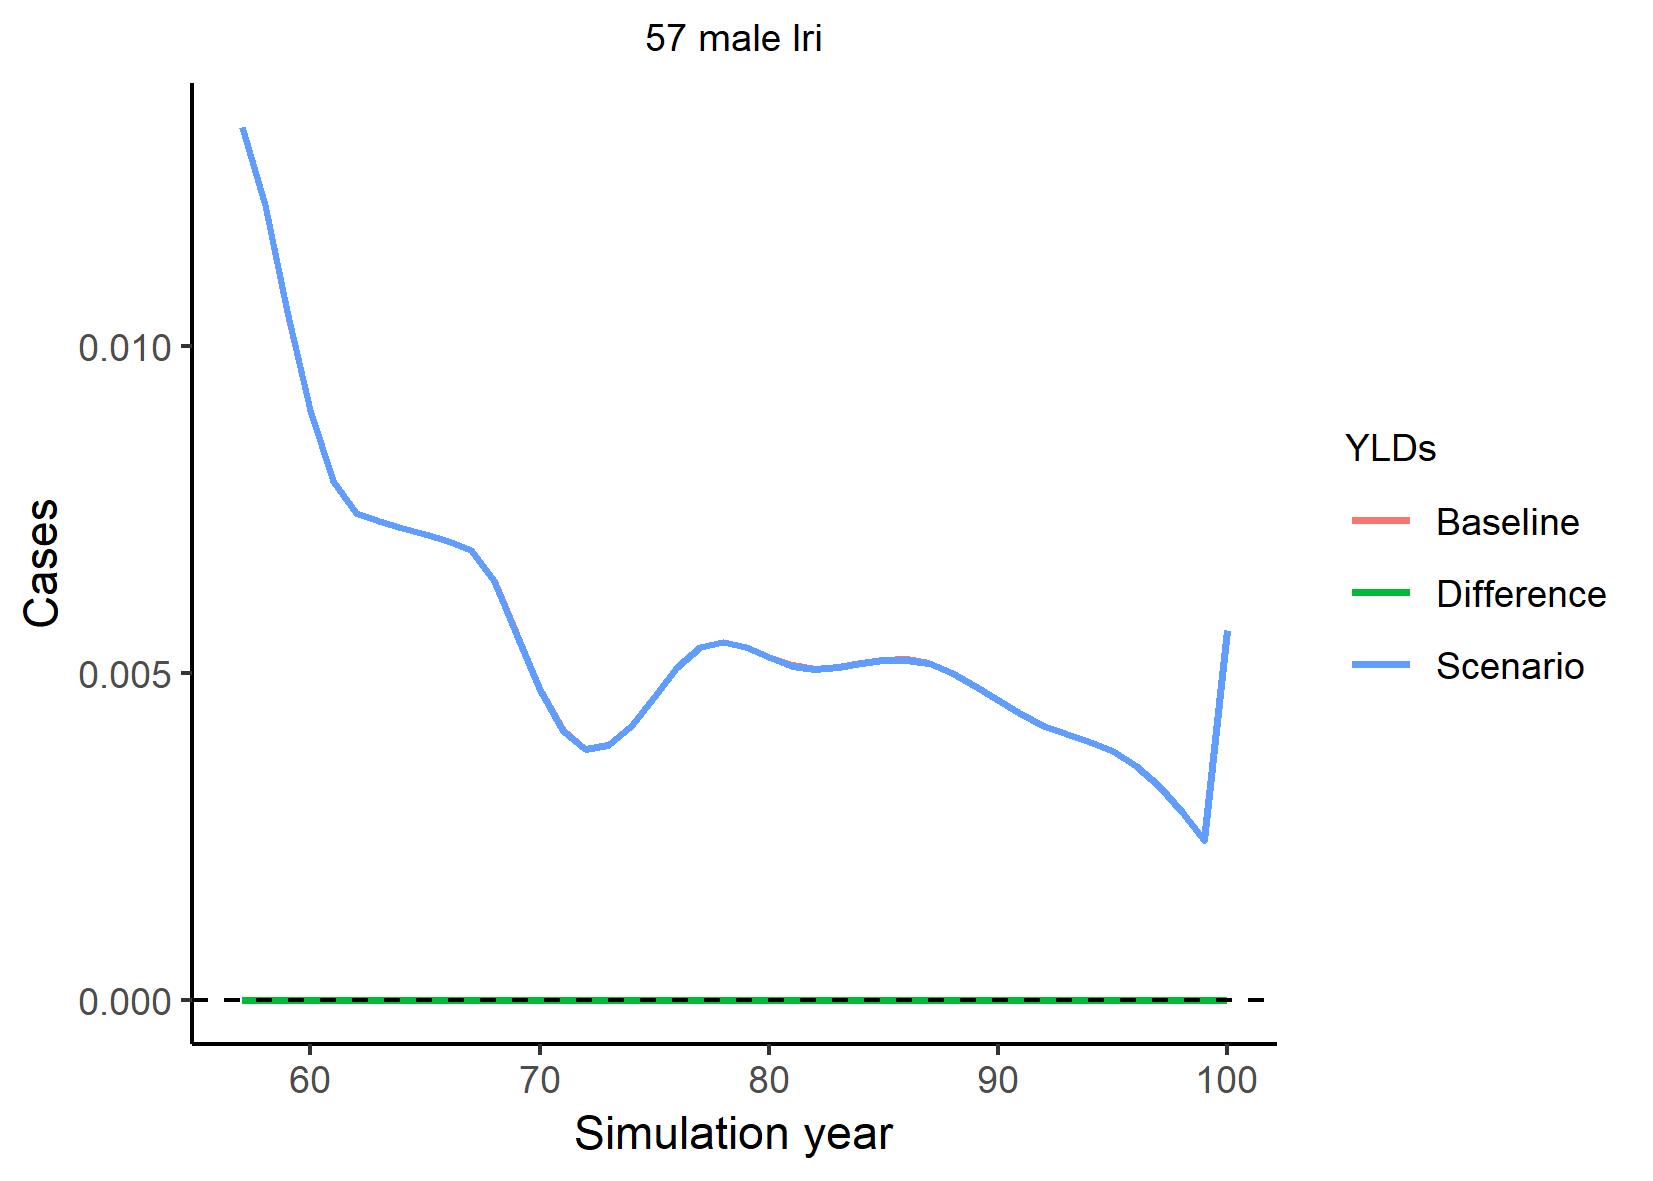 57 male lri
Cases
0.010
0.005
0.000
60 70 80 90 100
Simulation year
YLDs
Baseline
Difference
Scenario